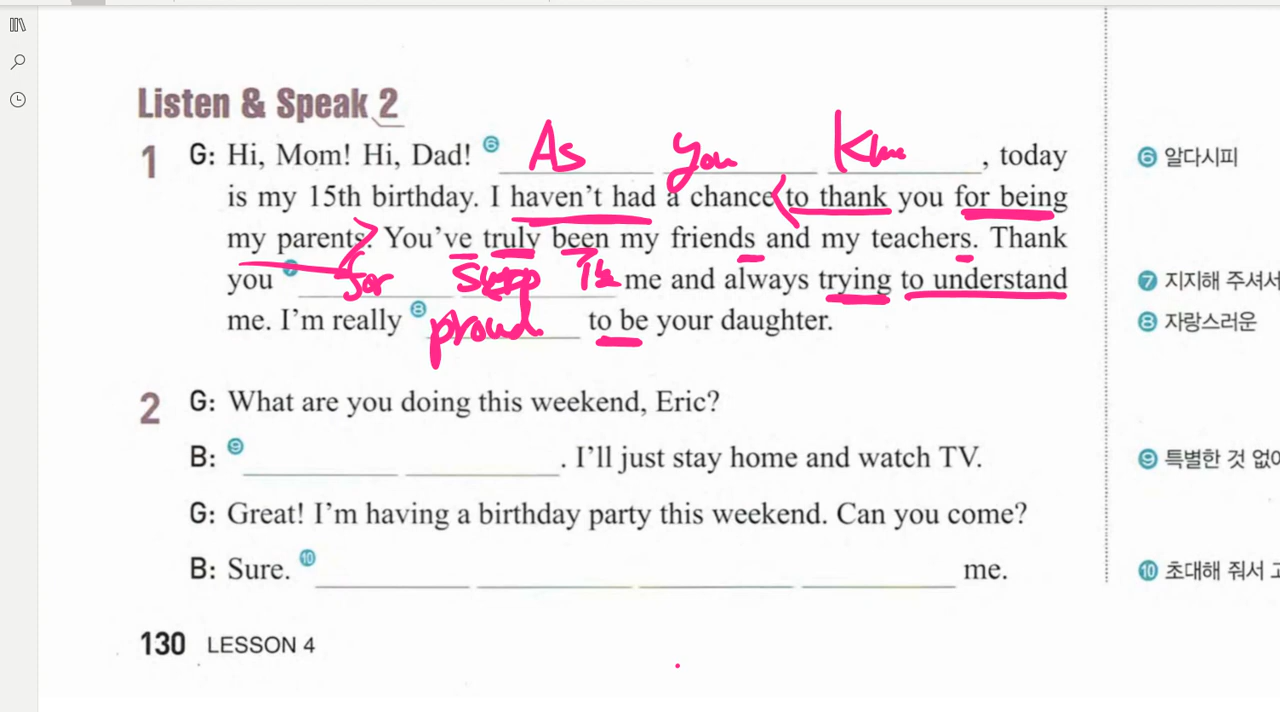 Listen & Speak 2
1 G: Hi, Mom! Hi, Dad! ⑥ As you , today ⑥ 알다시피
is my 15th birthday. I haven't had a chance to thank you for being
my parents. You've truly been my friends and my teachers. Thank
you ⑦ for me and always trying to understand ⑦ 지지해 주셔서
me. I'm really ⑧ proud to be your daughter. ⑧ 자랑스러운
2 G: What are you doing this weekend, Eric?
B: ⑨ . I'll just stay home and watch TV. ⑨ 특별한 것 없어
G: Great! I'm having a birthday party this weekend. Can you come?
B: Sure. ⑩ me. ⑩ 초대해 줘서 고
130 LESSON 4